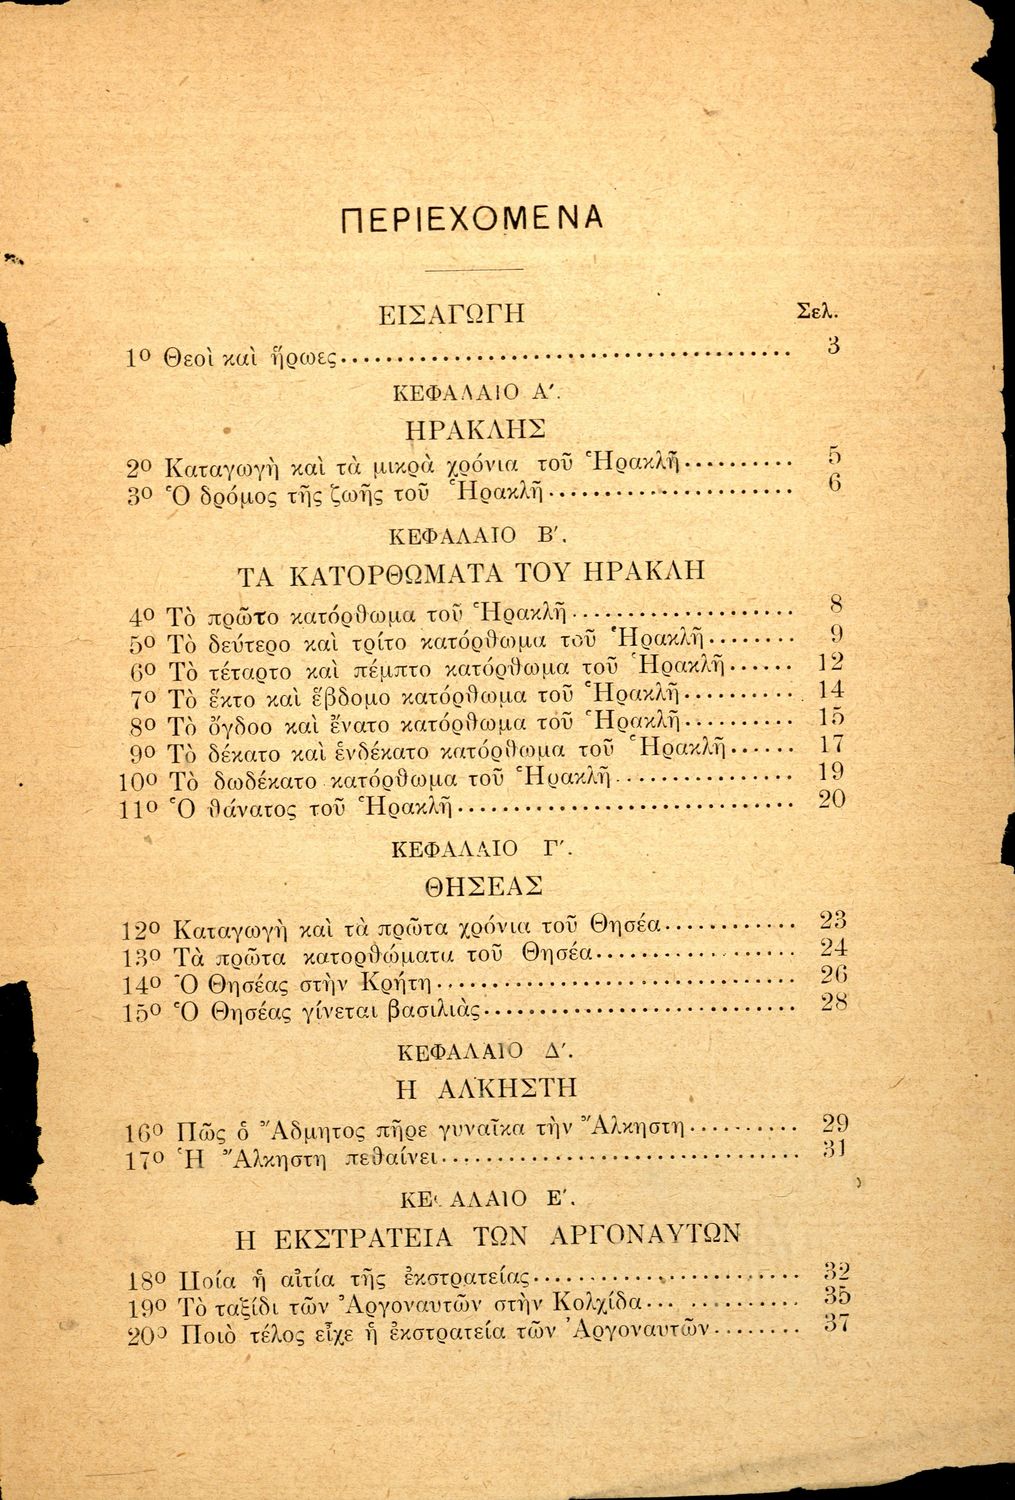 ΠΕΡΙΕΧΟΜΕΝΑ
ΕΙΣΑΓΩΓΗ Σελ.
1ο Θεοὶ καὶ ἥρωες........................................ 3
ΚΕΦΑΛΑΙΟ Α΄.
ΗΡΑΚΛΗΣ
2ο Καταγωγὴ καὶ τὰ μικρὰ χρόνια τοῦ Ἡρακλῆ.......... 5
3ο Ὁ δρόμος τῆς ζωῆς τοῦ Ἡρακλῆ....................... 6
ΚΕΦΑΛΑΙΟ Β΄.
ΤΑ ΚΑΤΟΡΘΩΜΑΤΑ ΤΟΥ ΗΡΑΚΛΗ
4ο Τὸ πρῶτο κατόρθωμα τοῦ Ἡρακλῆ..................... 8
5ο Τὸ δεύτερο καὶ τρίτο κατόρθωμα τοῦ Ἡρακλῆ........ 9
6ο Τὸ τέταρτο καὶ πέμπτο κατόρθωμα τοῦ Ἡρακλῆ...... 12
7ο Τὸ ἕκτο καὶ ἕβδομο κατόρθωμα τοῦ Ἡρακλῆ.......... 14
8ο Τὸ ὄγδοο καὶ ἔνατο κατόρθωμα τοῦ Ἡρακλῆ.......... 15
9ο Τὸ δέκατο καὶ ἑνδέκατο κατόρθωμα τοῦ Ἡρακλῆ...... 17
10ο Τὸ δωδέκατο κατόρθωμα τοῦ Ἡρακλῆ................ 19
11ο Ὁ θάνατος τοῦ Ἡρακλῆ............................... 20
ΚΕΦΑΛΑΙΟ Γ΄.
ΘΗΣΕΑΣ
12ο Καταγωγὴ καὶ τὰ πρῶτα χρόνια τοῦ Θησέα............ 23
13ο Τὰ πρῶτα κατορθώματα τοῦ Θησέα.................... 24
14ο Ὁ Θησέας στὴν Κρήτη................................. 26
15ο Ὁ Θησέας γίνεται βασιλιὰς............................ 28
ΚΕΦΑΛΑΙΟ Δ΄.
Η ΑΛΚΗΣΤΗ
16ο Πῶς ὁ Ἄδμητος πῆρε γυναῖκα τὴν Ἄλκηστη.......... 29
17ο Ἡ Ἄλκηστη πεθαίνει................................. 31
ΚΕΦΑΛΑΙΟ Ε΄.
Η ΕΚΣΤΡΑΤΕΙΑ ΤΩΝ ΑΡΓΟΝΑΥΤΩΝ
18ο Ποία ἡ αἰτία τῆς ἐκστρατείας........................ 32
19ο Τὸ ταξίδι τῶν Ἀργοναυτῶν στὴν Κολχίδα... .......... 35
20ο Ποιὸ τέλος εἶχε ἡ ἐκστρατεία τῶν Ἀργοναυτῶν........ 37